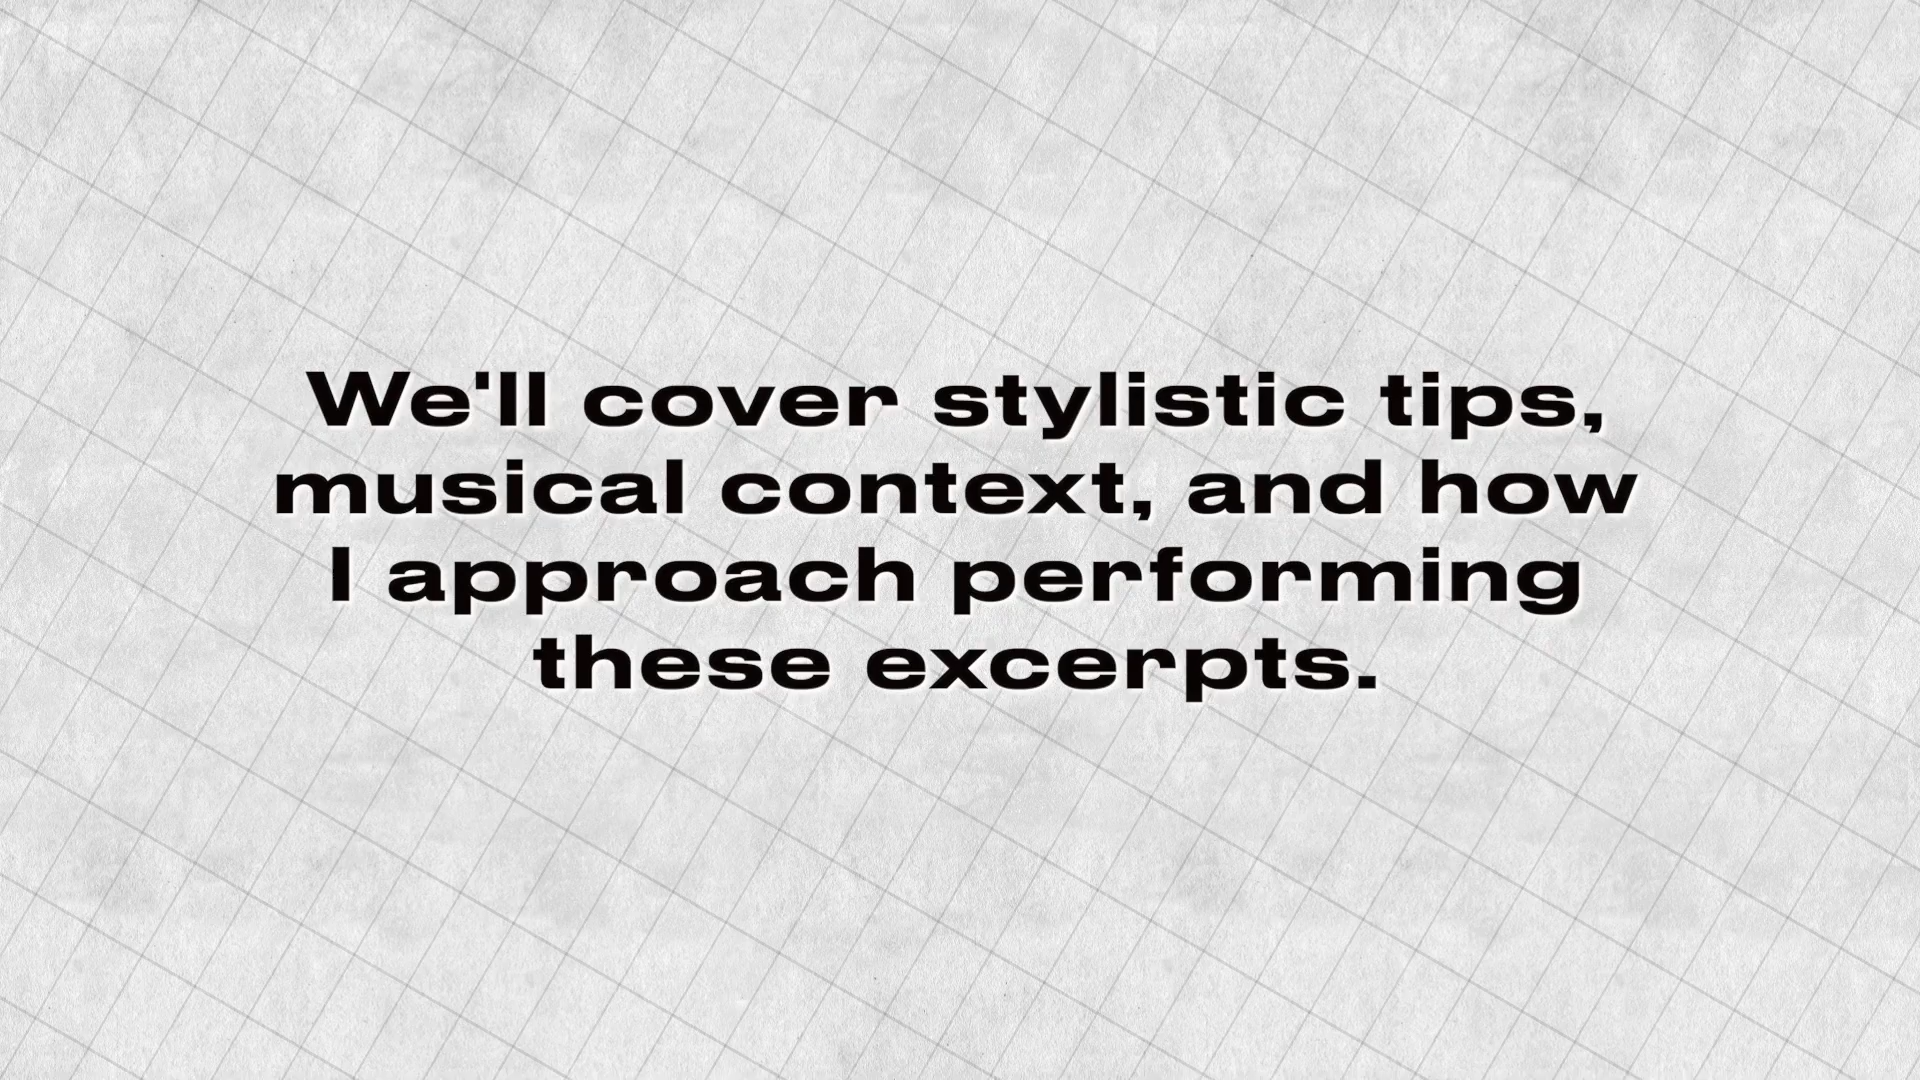 We'll cover stylistic tips,
musical context, and how
I approach performing
these excerpts.